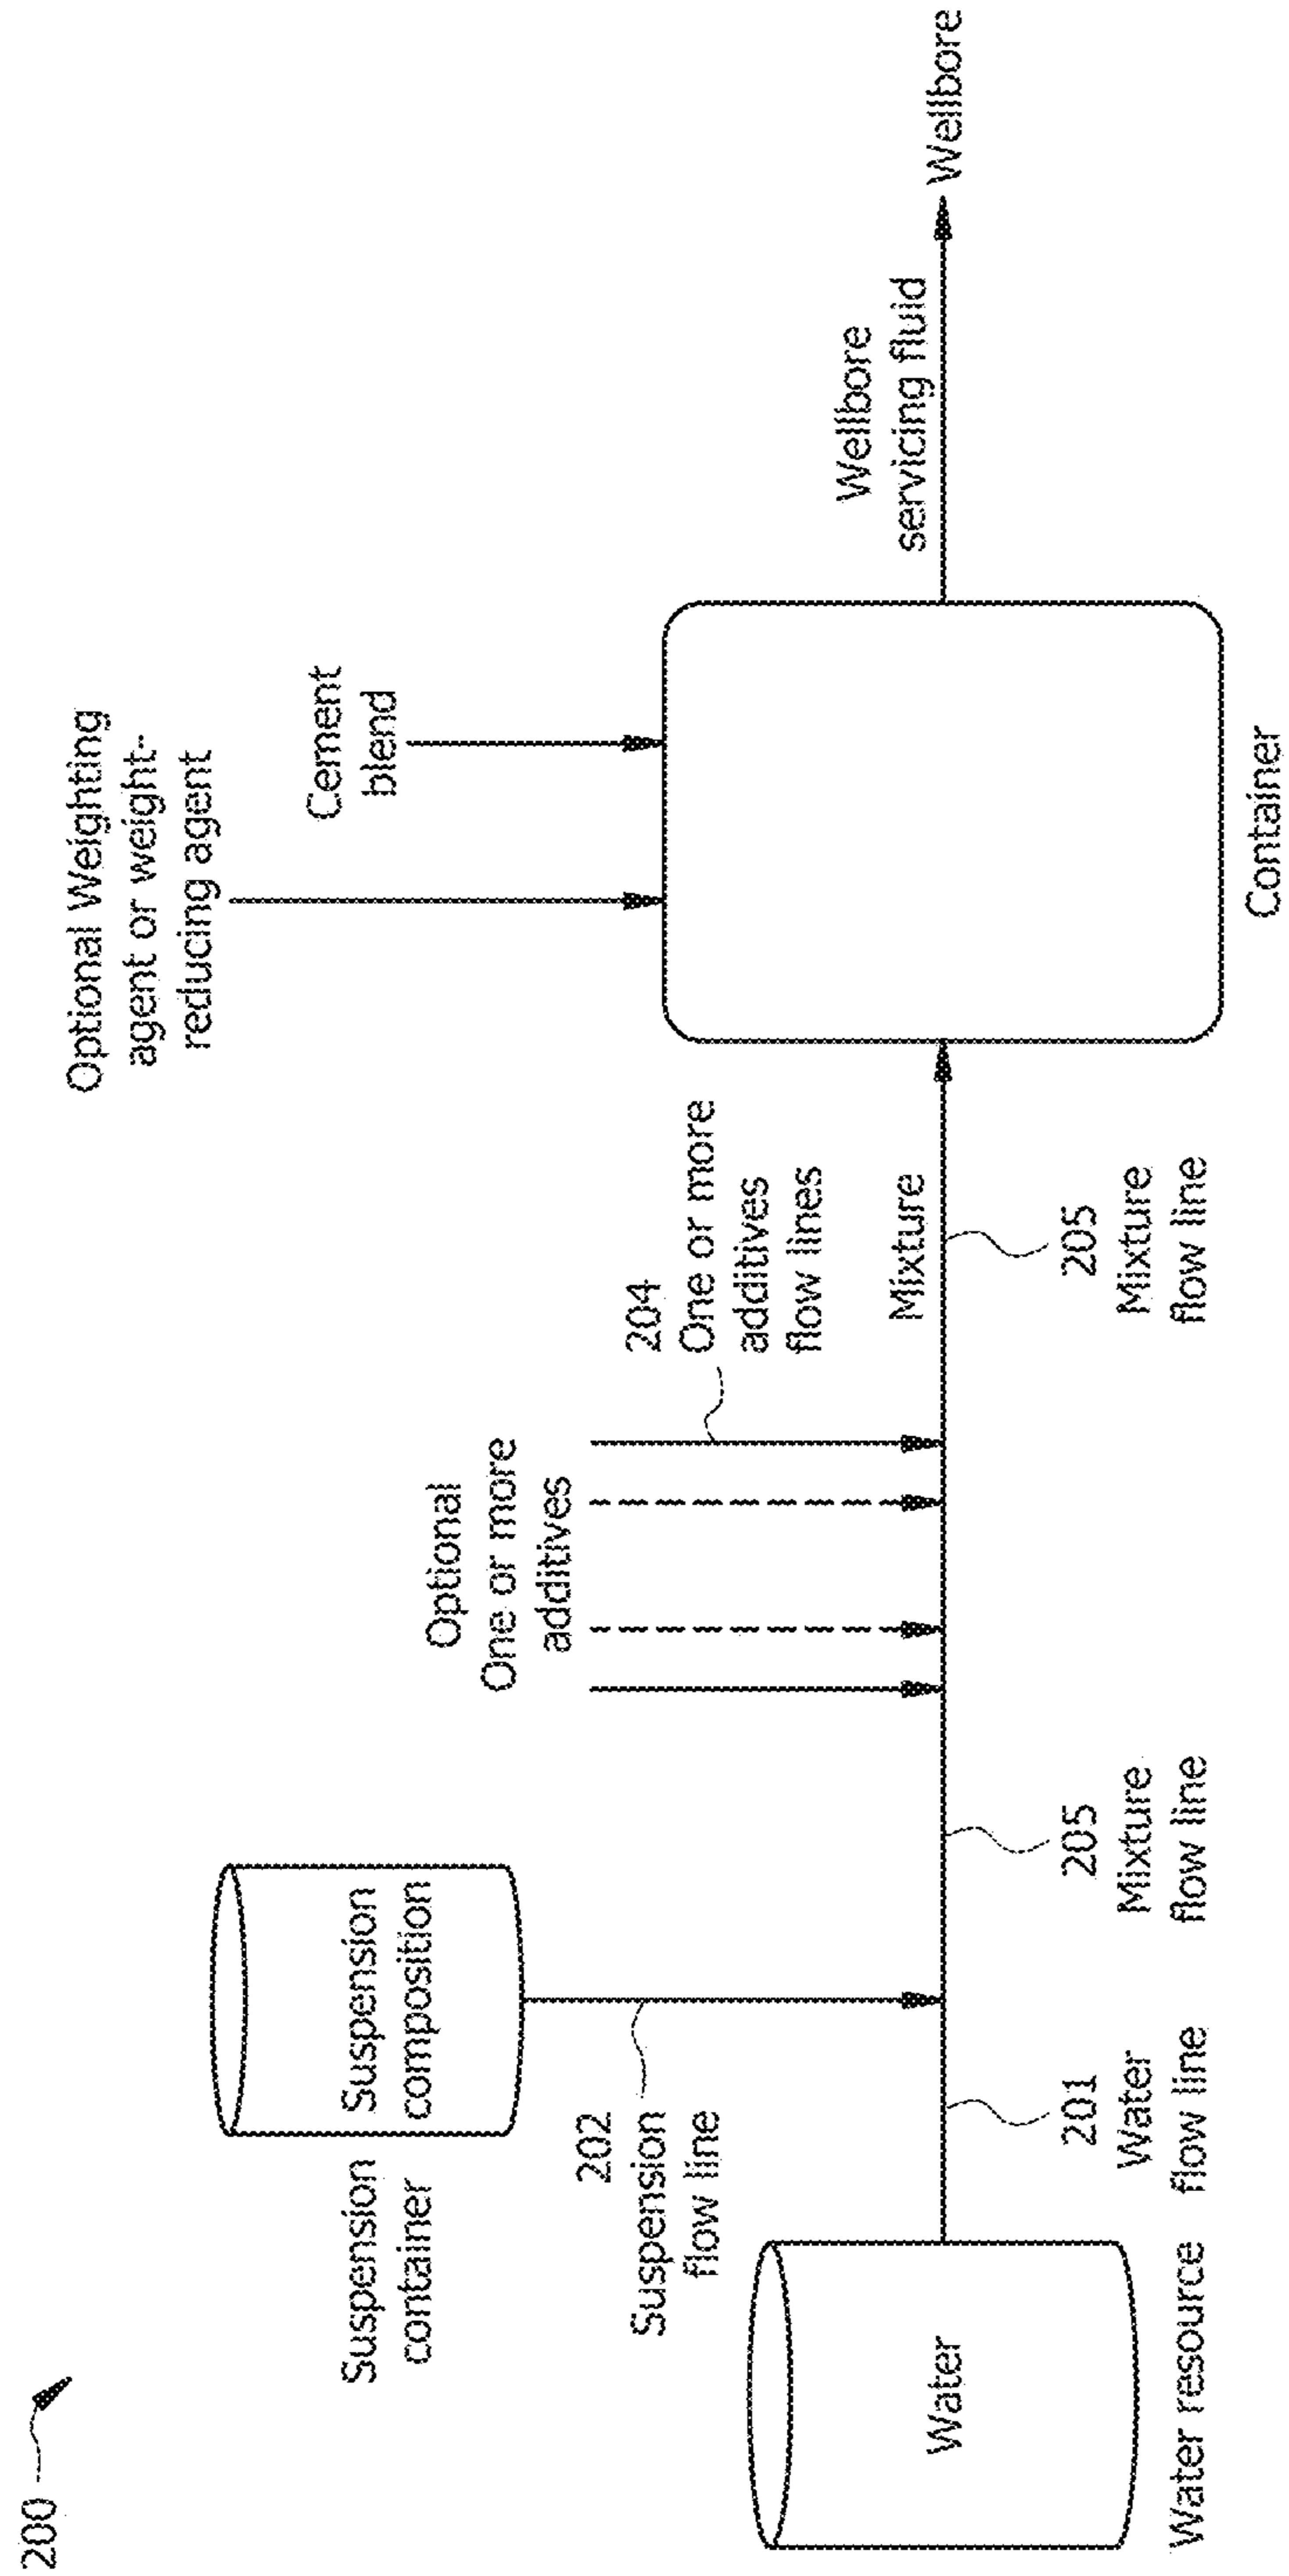 200
Optional Weighting
agent or weight-
reducing agent
Cement
blend
Suspension
container
Suspension
composition
Optional
One or more
additives
202
Suspension
flow line
204
One or more
additives
flow lines
Wellbore
servicing fluid
Water
Mixture
Wellbore
201
Water
flow line
205
Mixture
flow line
205
Mixture
flow line
Water resource
Container